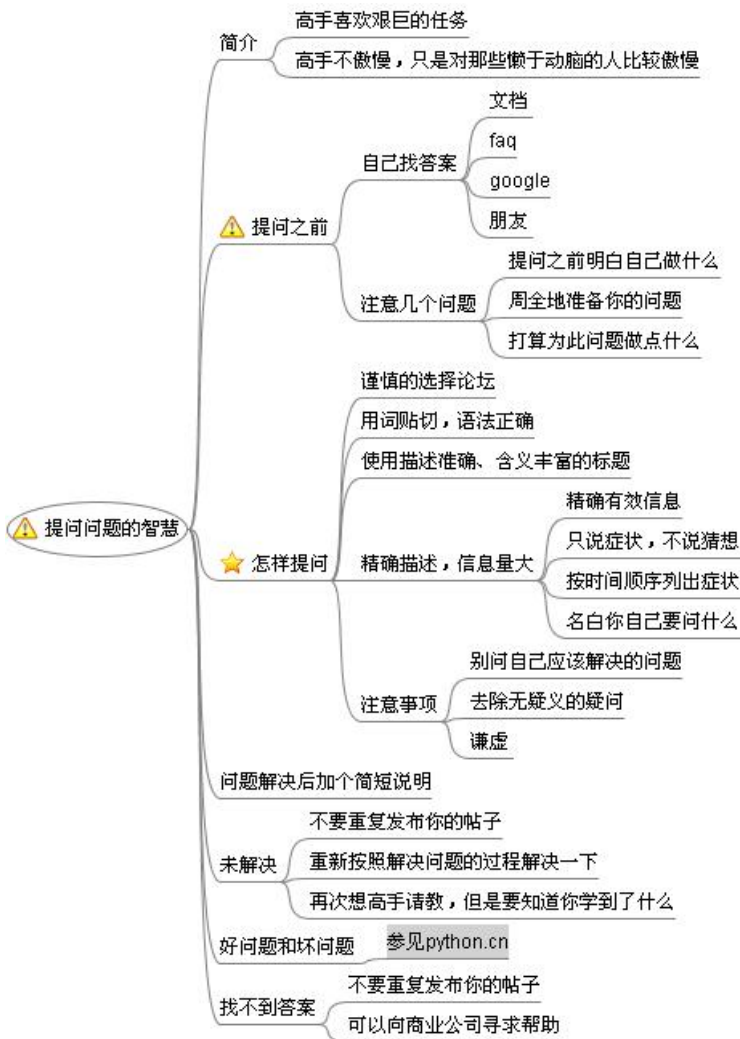 简介
高手喜欢艰巨的任务
高手不傲慢，只是对那些懒于动脑的人比较傲慢
提问之前
自己找答案
文档
faq
google
朋友
注意几个问题
提问之前明白自己做什么
周全地准备你的问题
打算为此问题做点什么
提问问题的智慧
怎样提问
谨慎的选择论坛
用词贴切，语法正确
使用描述准确、含义丰富的标题
精确描述，信息量大
精确有效信息
只说症状，不说猜想
按时间顺序列出症状
名白你自己要问什么
注意事项
别问自己应该解决的问题
去除无疑义的疑问
谦虚
问题解决后加个简短说明
未解决
不要重复发布你的帖子
重新按照解决问题的过程解决一下
再次想高手请教，但是要知道你学到了什么
好问题和坏问题
参见python.cn
找不到答案
不要重复发布你的帖子
可以向商业公司寻求帮助